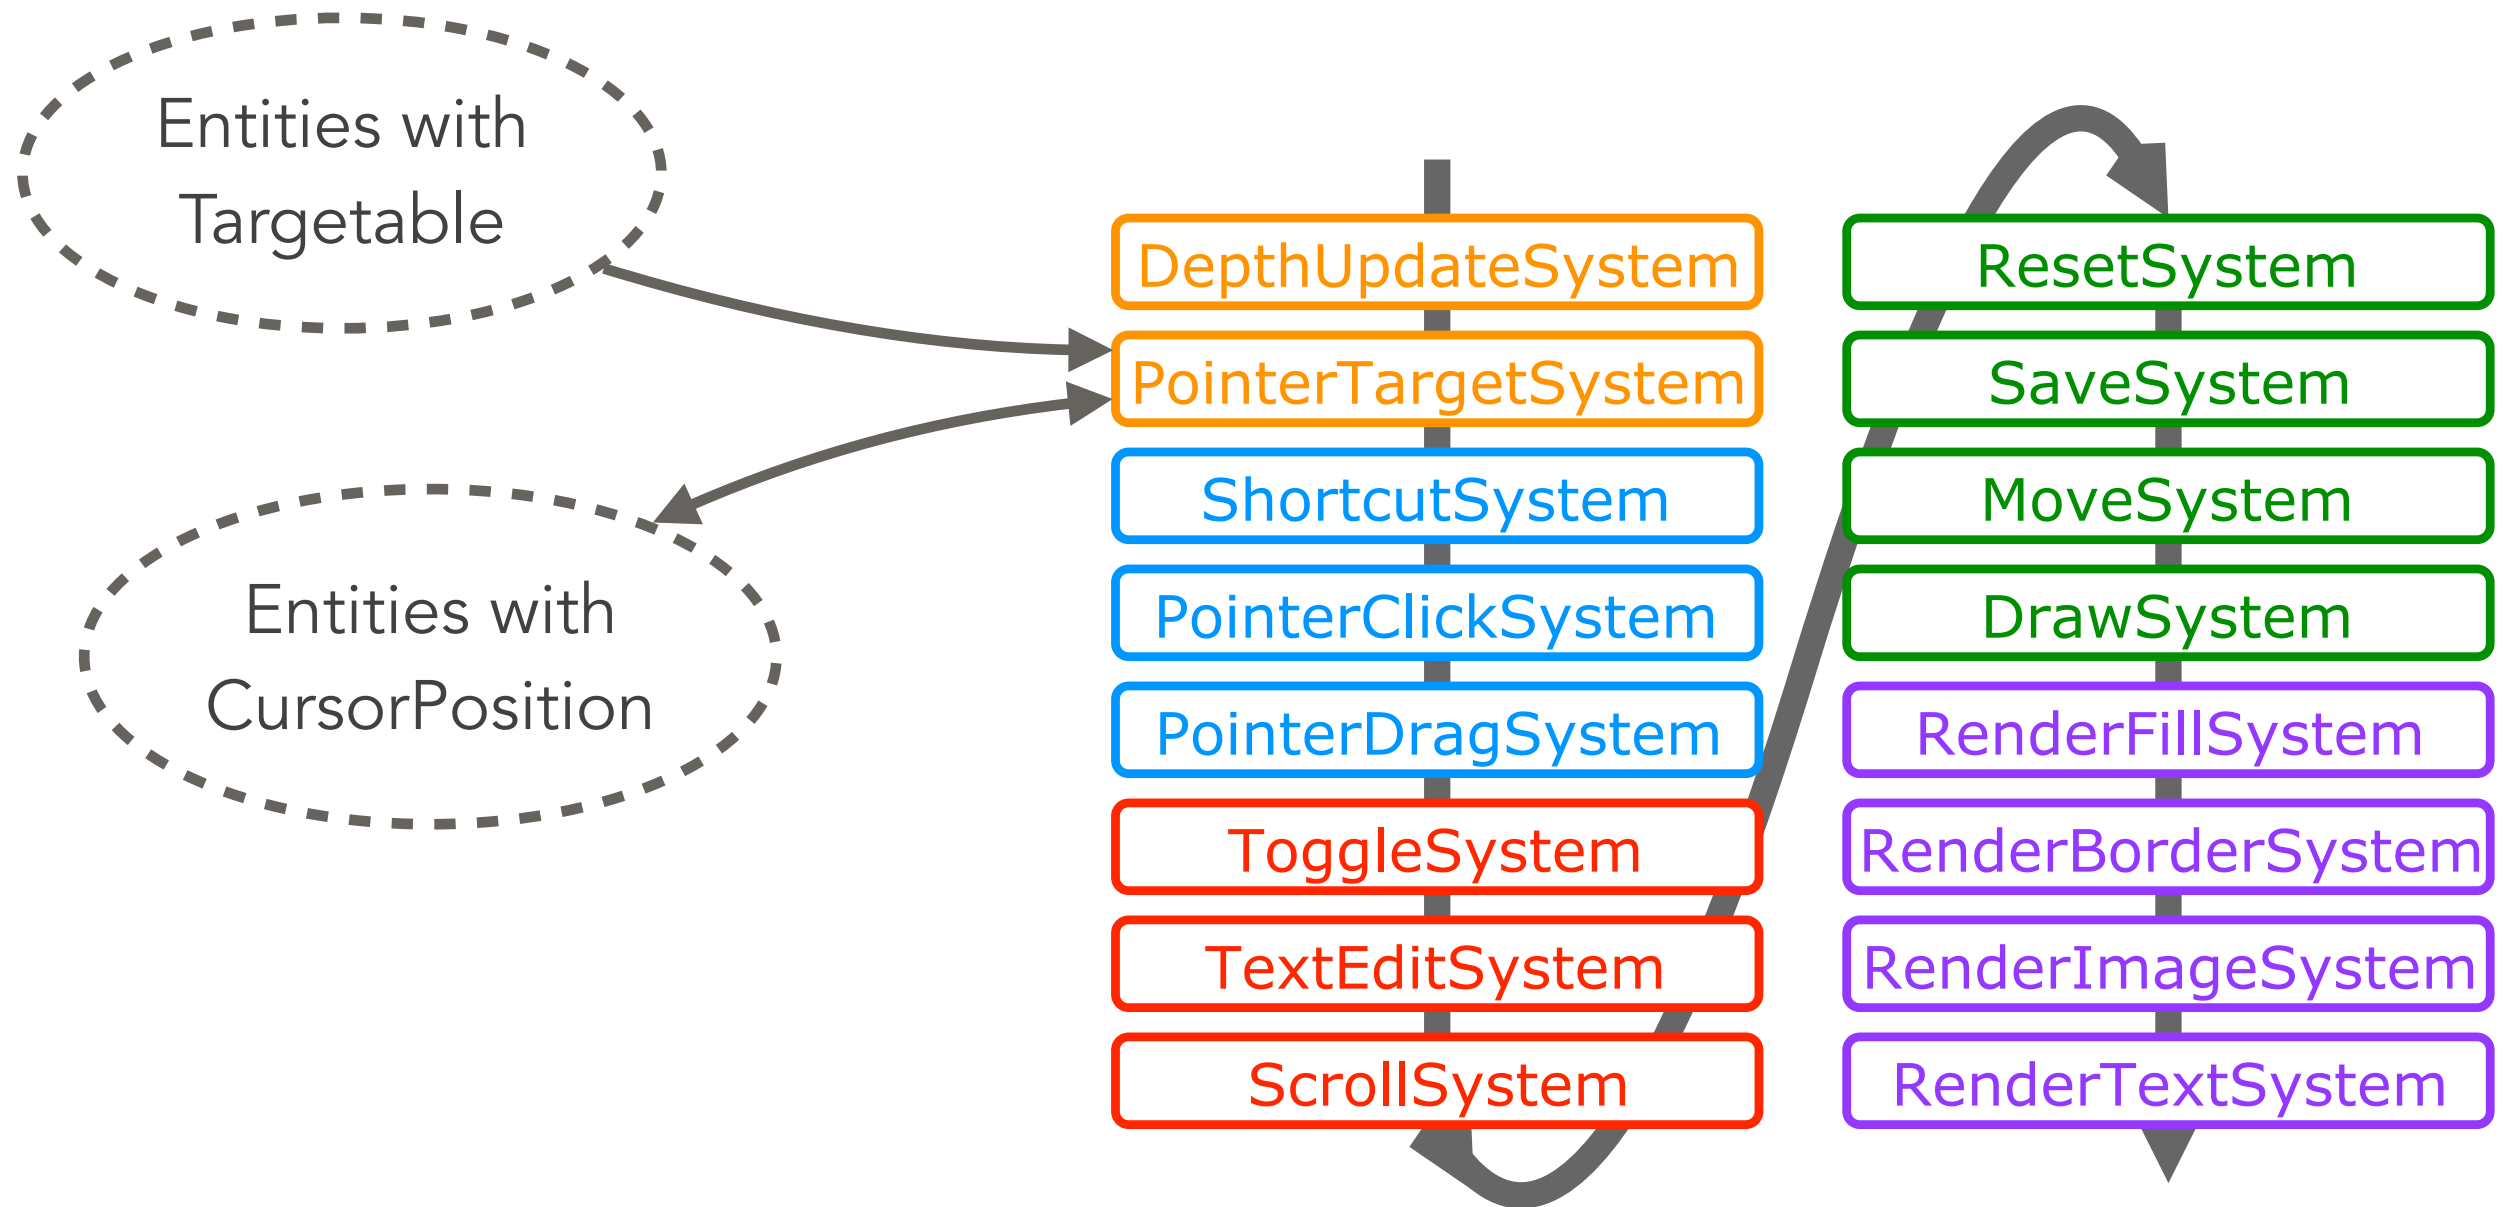 Entities with
Targetable
Entities with
CursorPosition
DepthUpdateSystem
PointerTargetSystem
ShortcutSystem
PointerClickSystem
PointerDragSystem
ToggleSystem
TextEditSystem
ScrollSystem
ResetSystem
SaveSystem
MoveSystem
DrawSystem
RenderFillSystem
RenderBorderSystem
RenderImageSystem
RenderTextSystem